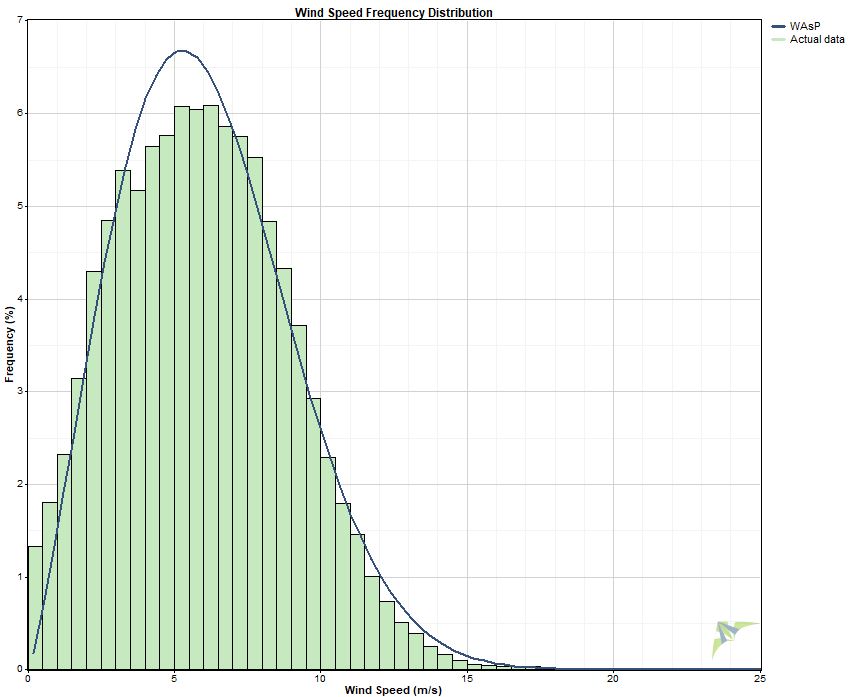 Wind Speed Frequency Distribution
WAsP
Actual data
Frequency (%)
7
6
5
4
3
2
1
0
0 5 10 15 20 25
Wind Speed (m/s)